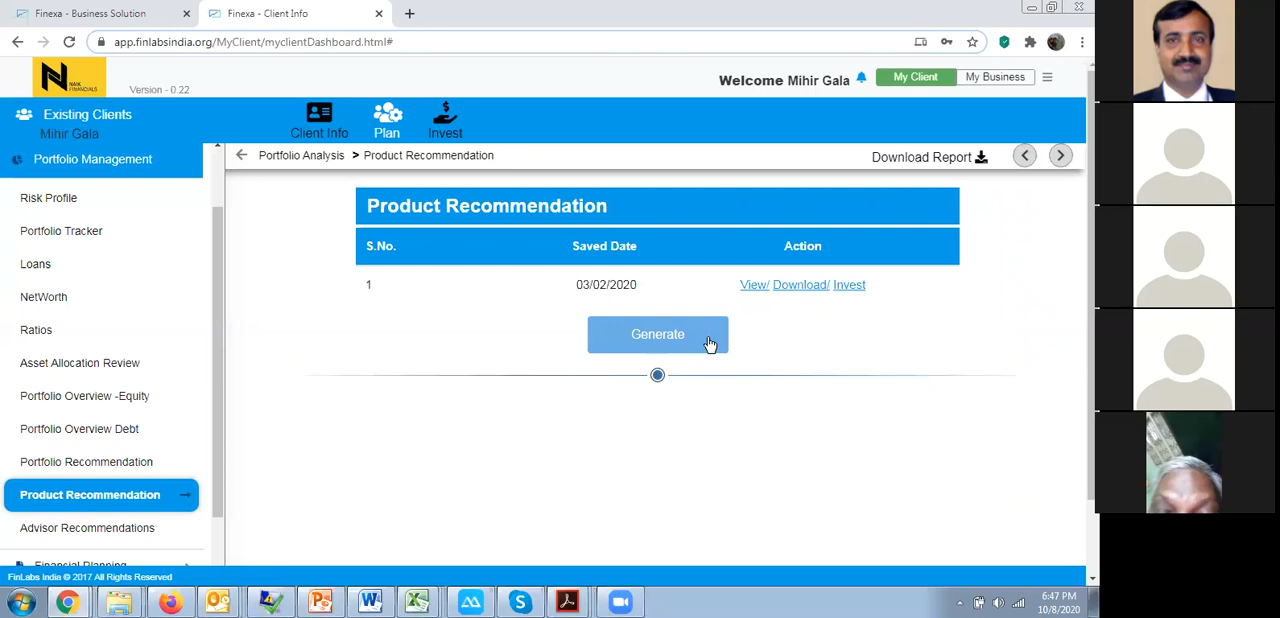 Finexa - Business Solution
Finexa - Client Info
app.finlabsindia.org/MyClient/myclientDashboard.html#
N
NAIK FINANCIALS
Version - 0.22
Welcome Mihir Gala
My Client
My Business
Existing Clients
Mihir Gala
Client Info
Plan
Invest
Portfolio Management
Portfolio Analysis > Product Recommendation
Download Report
Risk Profile
Portfolio Tracker
Loans
NetWorth
Ratios
Asset Allocation Review
Portfolio Overview -Equity
Portfolio Overview Debt
Portfolio Recommendation
Product Recommendation
Advisor Recommendations
Financial Planning
Product Recommendation
S.No. Saved Date Action
1 03/02/2020 View/ Download/ Invest
Generate
FinLabs India © 2017 All Rights Reserved
6:47 PM
10/8/2020